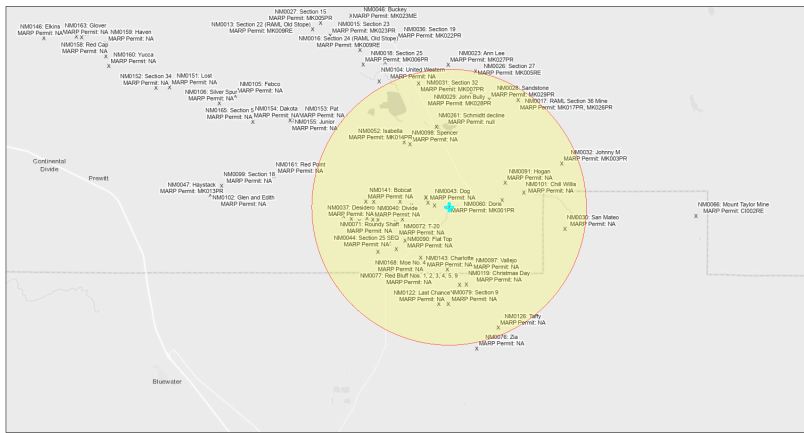 NM0046: Buckey
MARP Permit: MK023ME
NM0027: Section 15
MARP Permit: MK005PR
NM0013: Section 22 (RAML Old Stope)
MARP Permit: MK009RE
NM0015: Section 23
MARP Permit: MK023PR
NM0036: Section 19
MARP Permit: MK022PR
NM0016: Section 24 (RAML Old Stope)
MARP Permit: MK009RE
NM0146: Elkins
MARP Permit: NA
NM0163: Glover
MARP Permit: NA
NM0159: Haven
MARP Permit: NA
NM0158: Red Cap
MARP Permit: NA
NM0160: Yucca
MARP Permit: NA
NM0018: Section 25
MARP Permit: MK006PR
NM0023: Ann Lee
MARP Permit: MK027PR
NM0104: United Western
MARP Permit: NA
NM0026: Section 27
MARP Permit: MK005RE
NM0152: Section 34
MARP Permit: NA
NM0151: Lost
MARP Permit: NA
NM0105: Febco
MARP Permit: NA
NM0106: Silver Spur
MARP Permit: NA
NM0031: Section 32
MARP Permit: MK007PR
NM0028: Sandstone
MARP Permit: MK029PR
NM0029: John Bully
MARP Permit: MK028PR
NM0017: RAML Section 36 Mine
MARP Permit: MK017PR, MK026PR
NM0165: Section 5
MARP Permit: NA
NM0154: Dakota
MARP Permit: NA
NM0153: Pat
MARP Permit: NA
NM0155: Junior
MARP Permit: NA
NM0261: Schmidtt decline
MARP Permit: null
NM0052: Isabella
MARP Permit: MK014PR
NM0098: Spencer
MARP Permit: NA
NM0032: Johnny M
MARP Permit: MK003PR
Continental
Divide
Prewitt
NM0161: Red Point
MARP Permit: NA
NM0099: Section 18
MARP Permit: NA
NM0091: Hogan
MARP Permit: NA
NM0047: Haystack
MARP Permit: MK013PR
NM0102: Glen and Edith
MARP Permit: NA
NM0141: Bobcat
MARP Permit: NA
NM0043: Dog
MARP Permit: NA
NM0101: Chill Wills
MARP Permit: NA
NM0037: Desidero
MARP Permit: NA
NM0040: Divide
MARP Permit: NA
NM0060: Doris
MARP Permit: MK001PR
NM0066: Mount Taylor Mine
MARP Permit: CI002RE
NM0030: San Mateo
MARP Permit: NA
NM0071: Roundy Shaft
MARP Permit: NA
NM0072: T-20
MARP Permit: NA
NM0044: Section 25 SEQ
MARP Permit: NA
NM0090: Flat Top
MARP Permit: NA
NM0143: Charlotte
MARP Permit: NA
NM0168: Moe No. 4
MARP Permit: NA
NM0097: Vallejo
MARP Permit: NA
NM0077: Red Bluff Nos. 1, 2, 3, 4, 5, 9
MARP Permit: NA
NM0119: Christmas Day
MARP Permit: NA
NM0122: Last Chance
MARP Permit: NA
NM0079: Section 9
MARP Permit: NA
NM0126: Taffy
MARP Permit: NA
NM0076: Zia
MARP Permit: NA
Bluewater